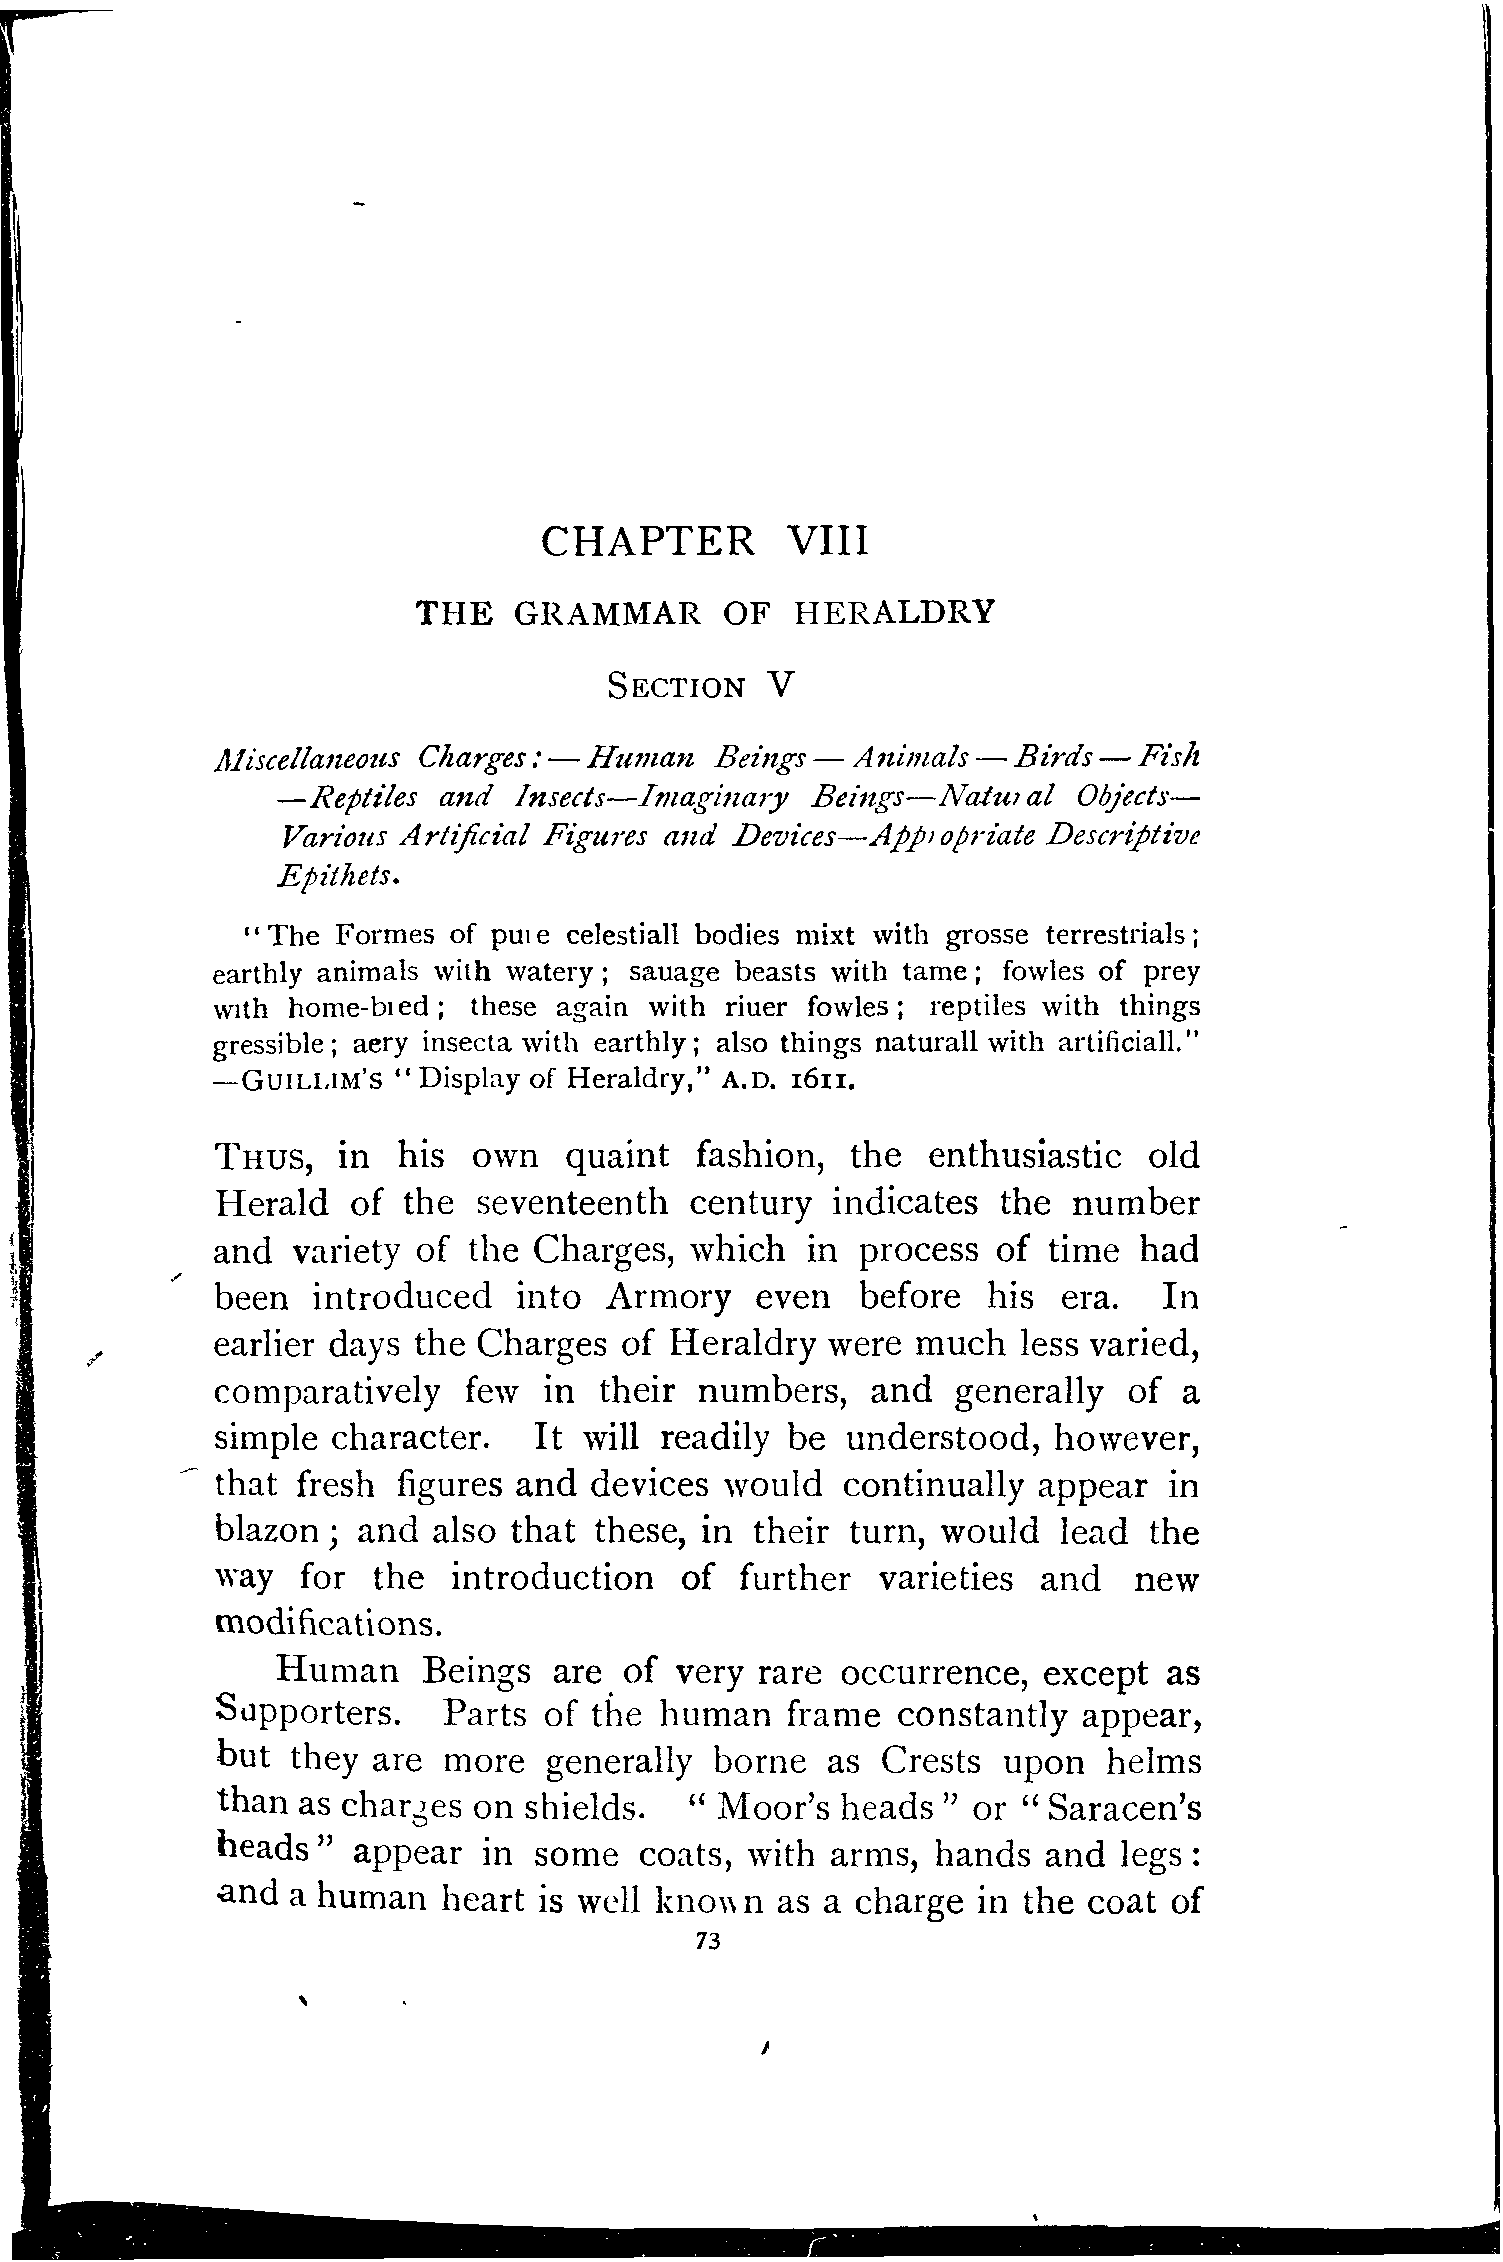 CHAPTER VIII
THE GRAMMAR OF HERALDRY
SECTION V
Miscellaneous Charges:—Human Beings—Animals—Birds—Fish
—Reptiles and Insects—Imaginary Beings—Natural Objects—
Various Artificial Figures and Devices—Appropriate Descriptive
Epithets.
"The Formes of pure celestiall bodies mixt with grosse terrestrials;
earthly animals with watery; sauage beasts with tame; fowles of prey
with home-bred; these again with riuer fowles; reptiles with things
gressible; aery insecta with earthly; also things naturall with artificiall."
—GUILLIM'S "Display of Heraldry," A.D. 1611.
THUS, in his own quaint fashion, the enthusiastic old
Herald of the seventeenth century indicates the number
and variety of the Charges, which in process of time had
been introduced into Armory even before his era. In
earlier days the Charges of Heraldry were much less varied,
comparatively few in their numbers, and generally of a
simple character. It will readily be understood, however,
that fresh figures and devices would continually appear in
blazon; and also that these, in their turn, would lead the
way for the introduction of further varieties and new
modifications.
Human Beings are of very rare occurrence, except as
Supporters. Parts of the human frame constantly appear,
but they are more generally borne as Crests upon helms
than as charges on shields. "Moor's heads" or "Saracen's
heads" appear in some coats, with arms, hands and legs:
and a human heart is well known as a charge in the coat of
73